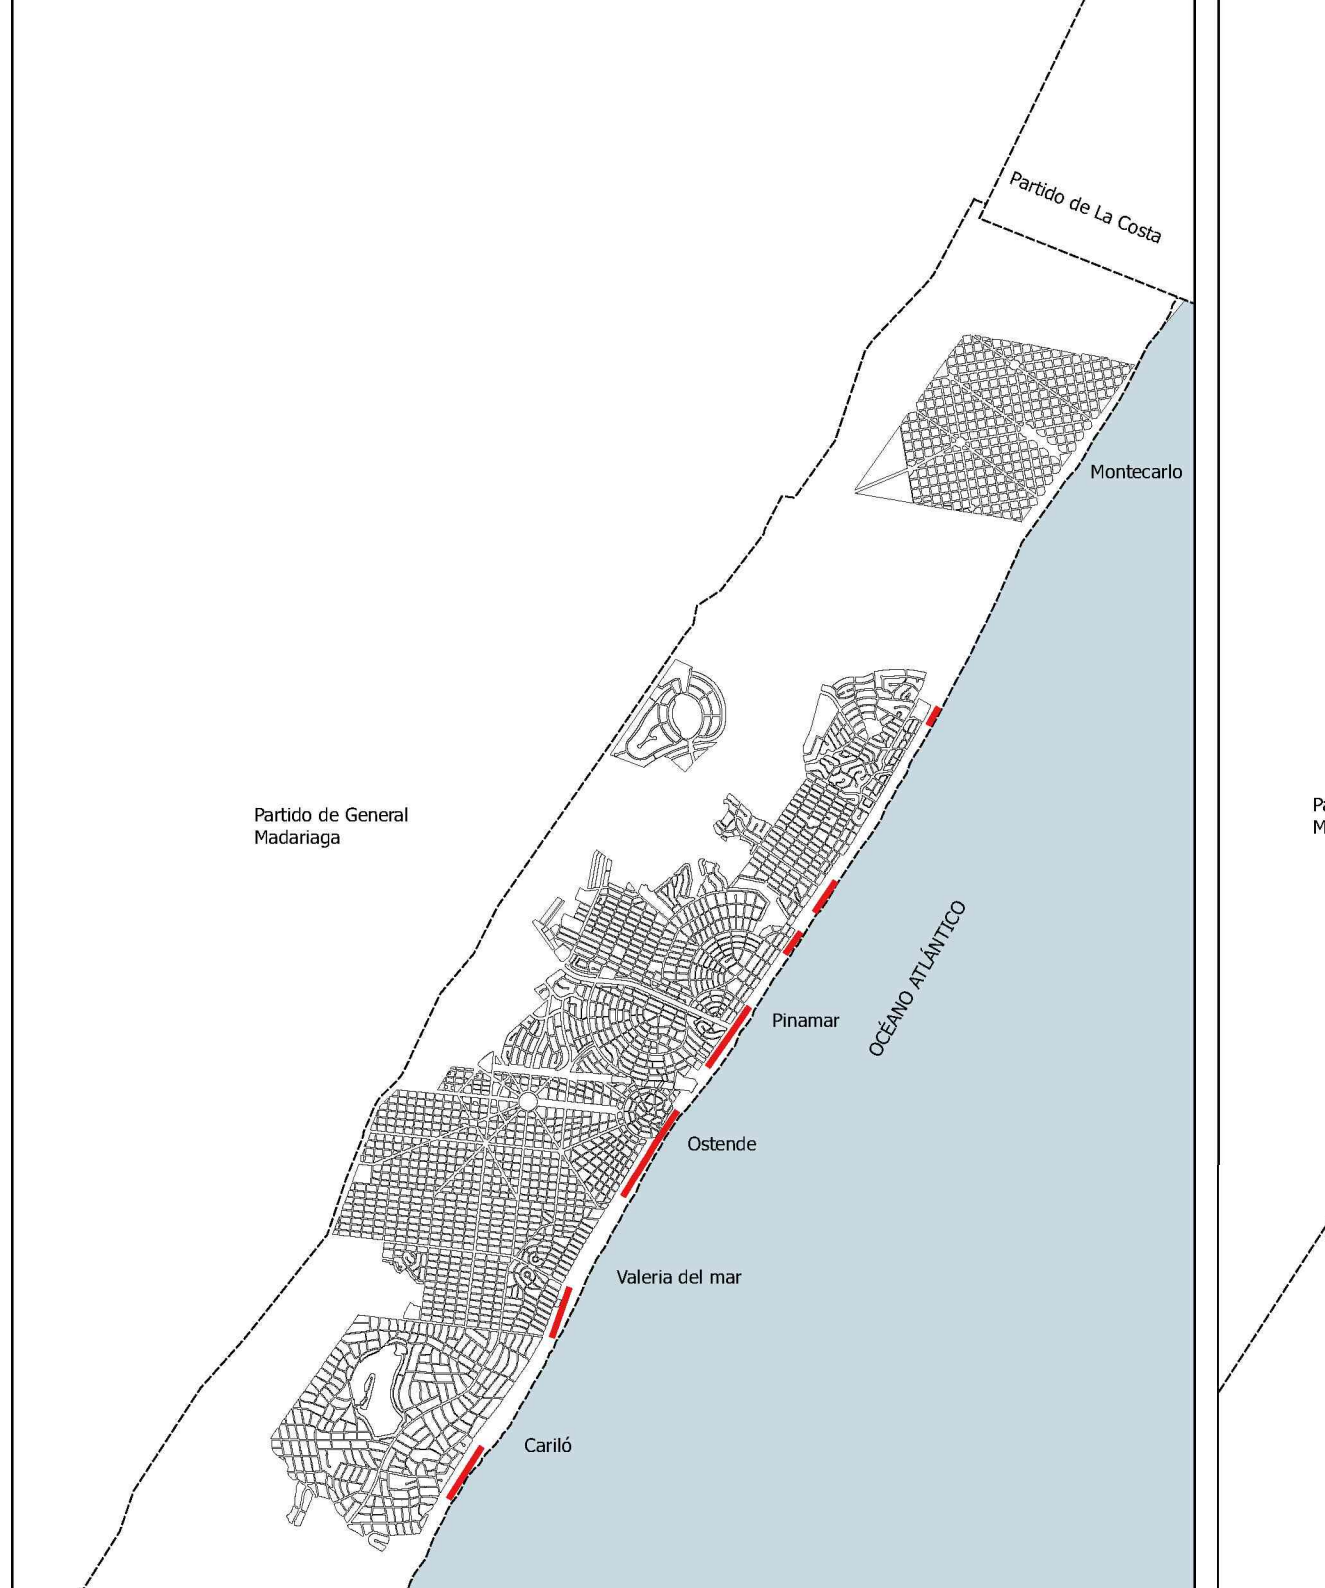 Partido de La Costa
Montecarlo
Partido de General
Madariaga
OCÉANO ATLÁNTICO
Pinamar
Ostende
Valeria del mar
Cariló